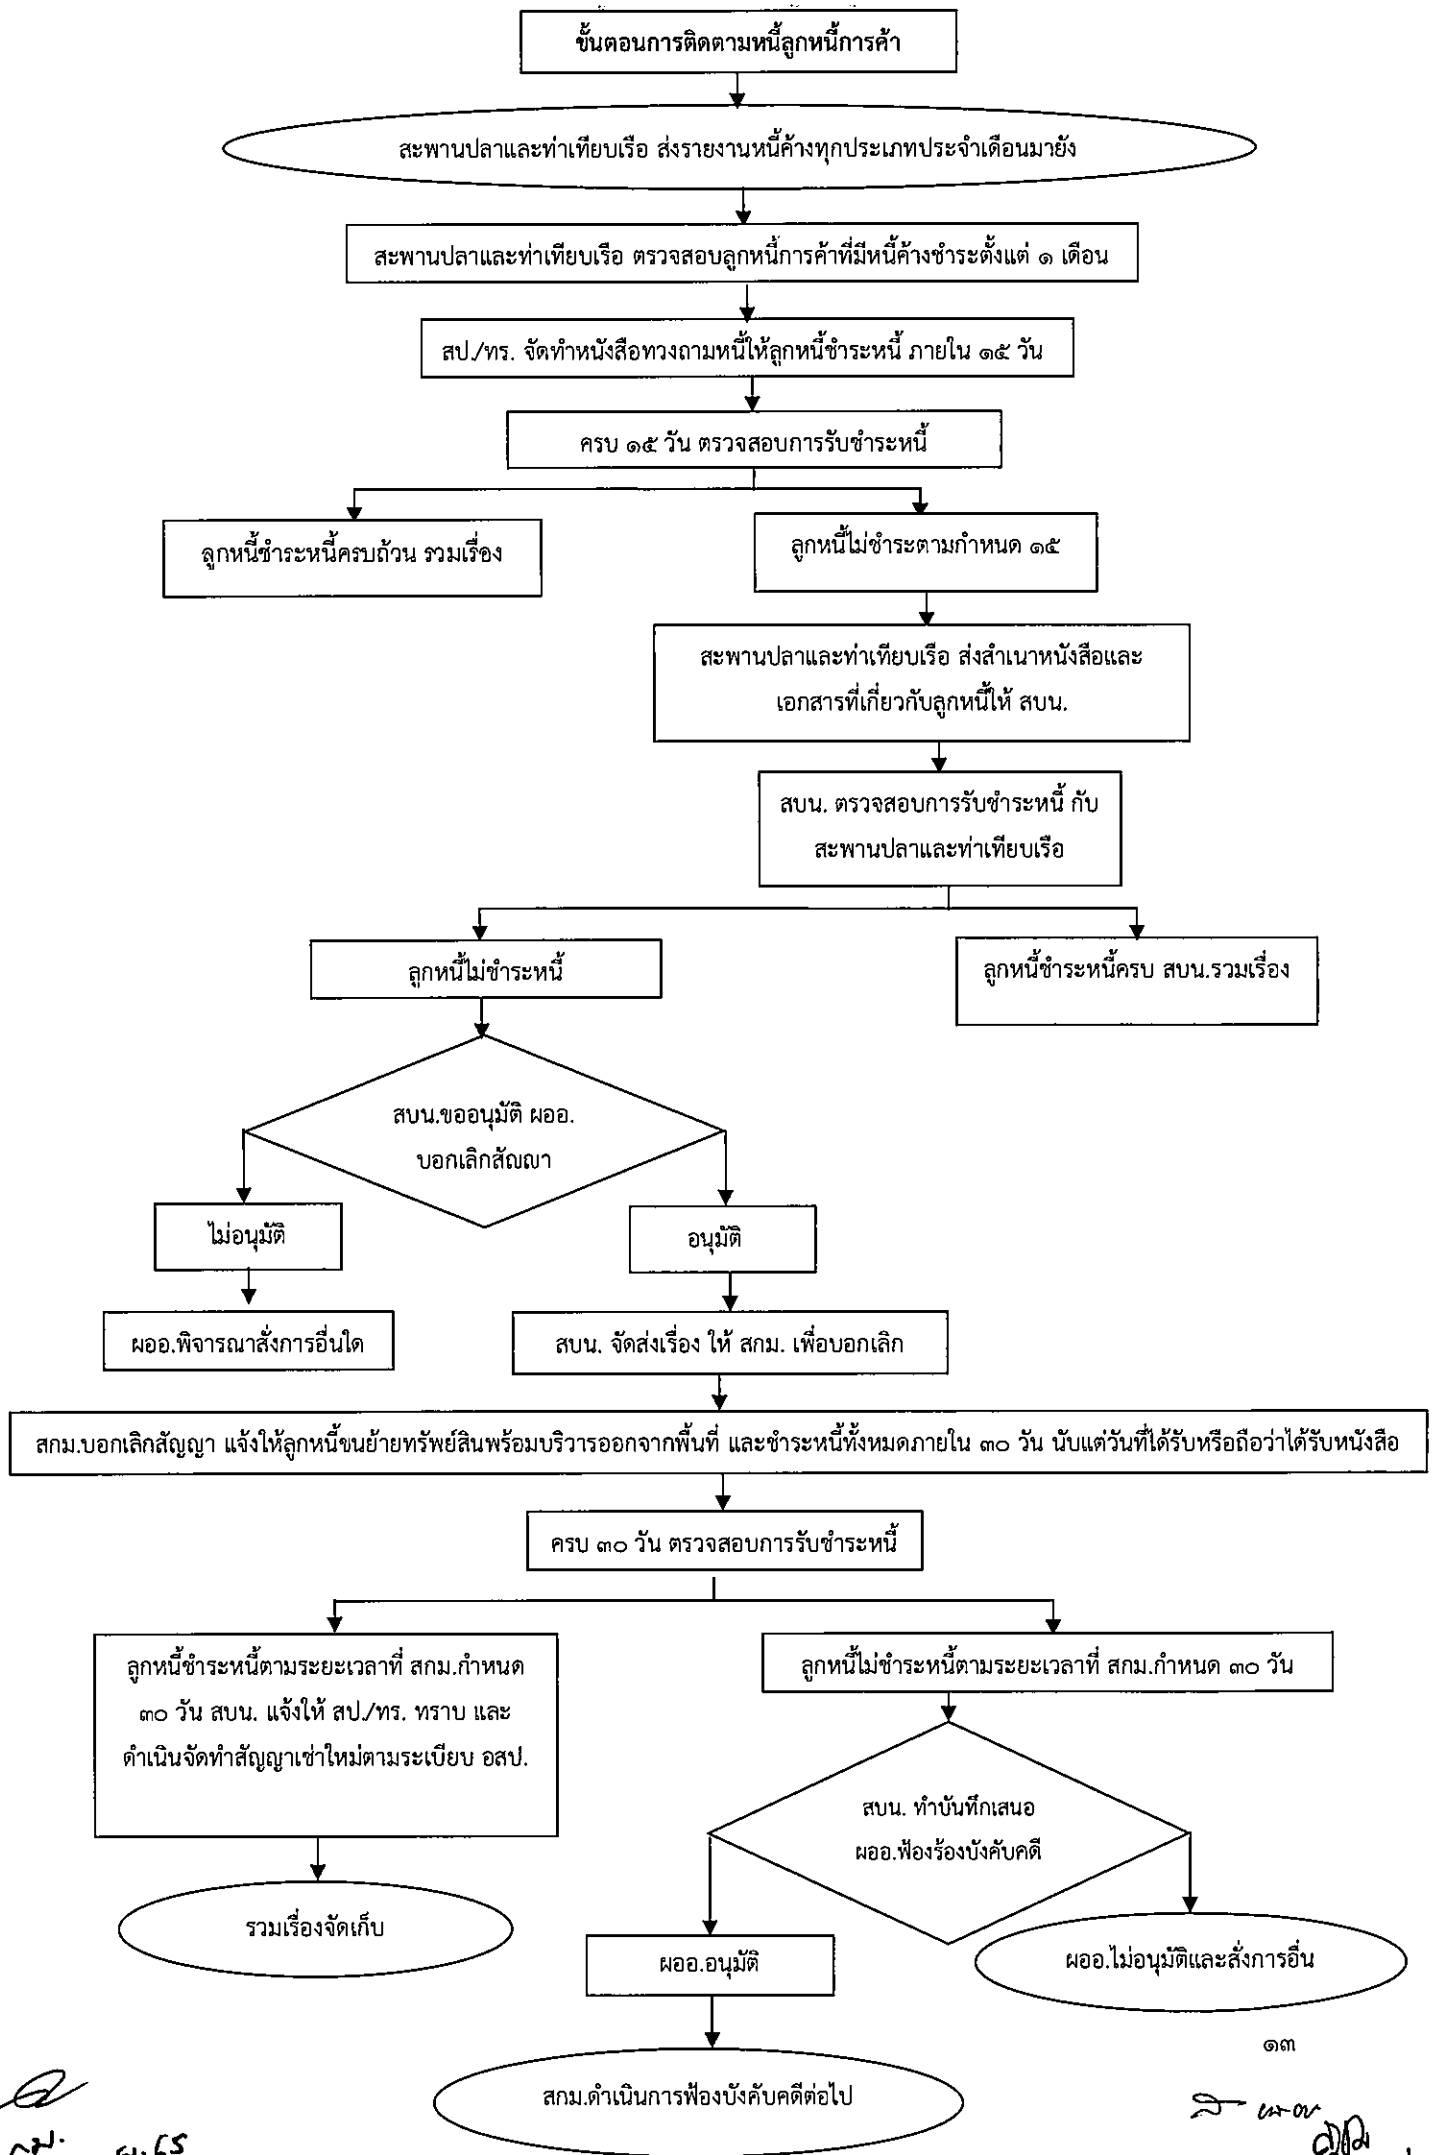 ขั้นตอนการติดตามหนี้ลูกหนี้การค้า
สะพานปลาและท่าเทียบเรือ ส่งรายงานหนี้ค้างทุกประเภทประจำเดือนมายัง
สะพานปลาและท่าเทียบเรือ ตรวจสอบลูกหนี้การค้าที่มีหนี้ค้างชำระตั้งแต่ ๑ เดือน
สป./ทร. จัดทำหนังสือทวงถามหนี้ให้ลูกหนี้ชำระหนี้ ภายใน ๑๕ วัน
ครบ ๑๕ วัน ตรวจสอบการรับชำระหนี้
ลูกหนี้ชำระหนี้ครบถ้วน รวมเรื่อง
ลูกหนี้ไม่ชำระตามกำหนด ๑๕
สะพานปลาและท่าเทียบเรือ ส่งสำเนาหนังสือและ
เอกสารที่เกี่ยวกับลูกหนี้ให้ สบน.
สบน. ตรวจสอบการรับชำระหนี้ กับ
สะพานปลาและท่าเทียบเรือ
ลูกหนี้ไม่ชำระหนี้
ลูกหนี้ชำระหนี้ครบ สบน.รวมเรื่อง
สบน.ขออนุมัติ ผออ.
บอกเลิกสัญญา
ไม่อนุมัติ
อนุมัติ
ผออ.พิจารณาสั่งการอื่นใด
สบน. จัดส่งเรื่อง ให้ สกม. เพื่อบอกเลิก
สกม.บอกเลิกสัญญา แจ้งให้ลูกหนี้ขนย้ายทรัพย์สินพร้อมบริวารออกจากพื้นที่ และชำระหนี้ทั้งหมดภายใน ๓๐ วัน นับแต่วันที่ได้รับหรือถือว่าได้รับหนังสือ
ครบ ๓๐ วัน ตรวจสอบการรับชำระหนี้
ลูกหนี้ชำระหนี้ตามระยะเวลาที่ สกม.กำหนด
๓๐ วัน สบน. แจ้งให้ สป./ทร. ทราบ และ
ดำเนินจัดทำสัญญาเช่าใหม่ตามระเบียบ อสป.
ลูกหนี้ไม่ชำระหนี้ตามระยะเวลาที่ สกม.กำหนด ๓๐ วัน
สบน. ทำบันทึกเสนอ
ผออ.ฟ้องร้องบังคับคดี
รวมเรื่องจัดเก็บ
ผออ.อนุมัติ
ผออ.ไม่อนุมัติและสั่งการอื่น
สกม.ดำเนินการฟ้องบังคับคดีต่อไป
๑๓